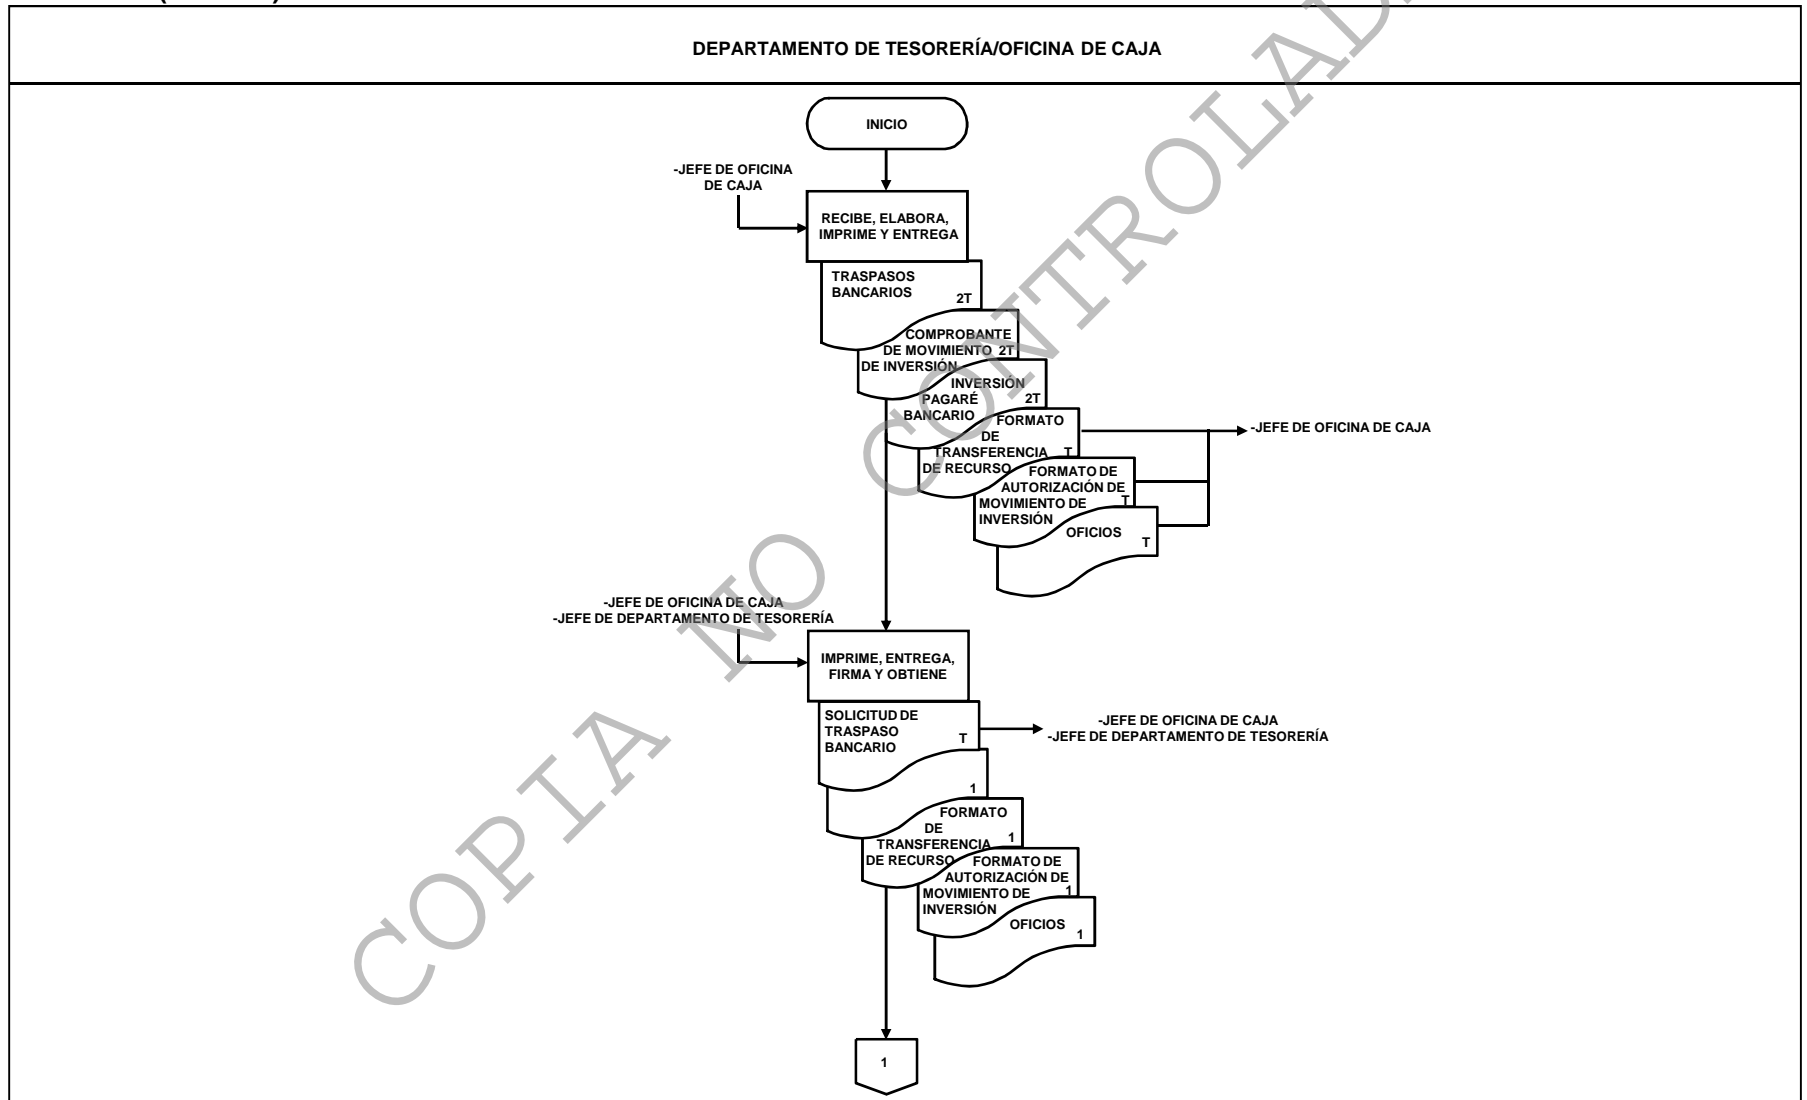 DEPARTAMENTO DE TESORERÍA/OFICINA DE CAJA
INICIO
-JEFE DE OFICINA
DE CAJA
RECIBE, ELABORA,
IMPRIME Y ENTREGA
TRASPASOS
BANCARIOS
2T
COMPROBANTE
DE MOVIMIENTO 2T
DE INVERSIÓN
INVERSIÓN
PAGARÉ 2T
BANCARIO
FORMATO
DE
TRANSFERENCIA T
DE RECURSO
-JEFE DE OFICINA DE CAJA
FORMATO DE
AUTORIZACIÓN DE
MOVIMIENTO DE T
INVERSIÓN
OFICIOS
T
-JEFE DE OFICINA DE CAJA
-JEFE DE DEPARTAMENTO DE TESORERÍA
IMPRIME, ENTREGA,
FIRMA Y OBTIENE
SOLICITUD DE
TRASPASO
BANCARIO T
-JEFE DE OFICINA DE CAJA
-JEFE DE DEPARTAMENTO DE TESORERÍA
1
FORMATO
DE
TRANSFERENCIA 1
DE RECURSO
FORMATO DE
AUTORIZACIÓN DE
MOVIMIENTO DE 1
INVERSIÓN
OFICIOS
1
1
COPIA NO CONTROLAD